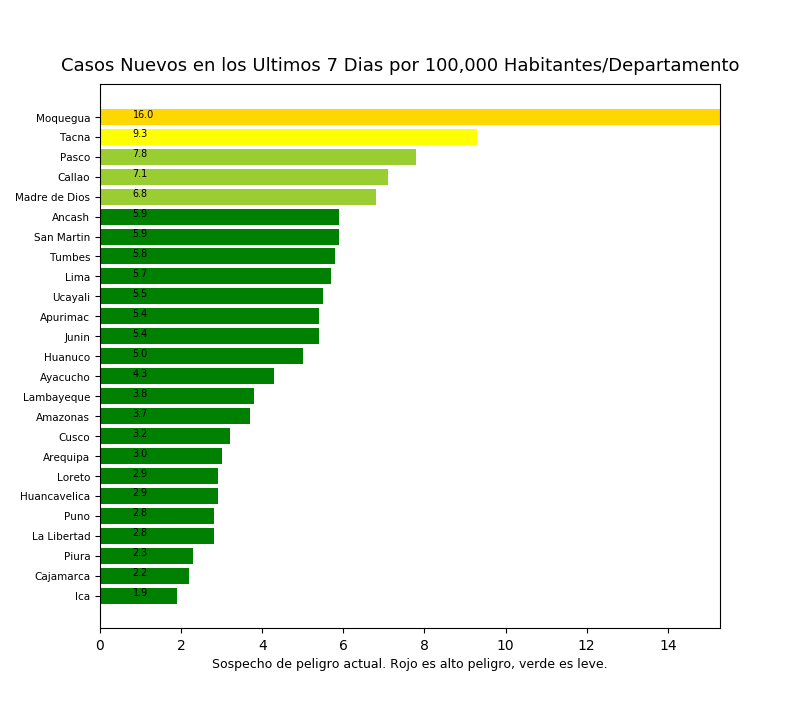 Casos Nuevos en los Ultimos 7 Dias por 100,000 Habitantes/Departamento
Moquegua 16.0
Tacna 9.3
Pasco 7.8
Callao 7.1
Madre de Dios 6.8
Ancash 5.9
San Martin 5.9
Tumbes 5.8
Lima 5.7
Ucayali 5.5
Apurimac 5.4
Junin 5.4
Huanuco 5.0
Ayacucho 4.3
Lambayeque 3.8
Amazonas 3.7
Cusco 3.2
Arequipa 3.0
Loreto 2.9
Huancavelica 2.9
Puno 2.8
La Libertad 2.8
Piura 2.3
Cajamarca 2.2
Ica 1.9
0 2 4 6 8 10 12 14
Sospecho de peligro actual. Rojo es alto peligro, verde es leve.